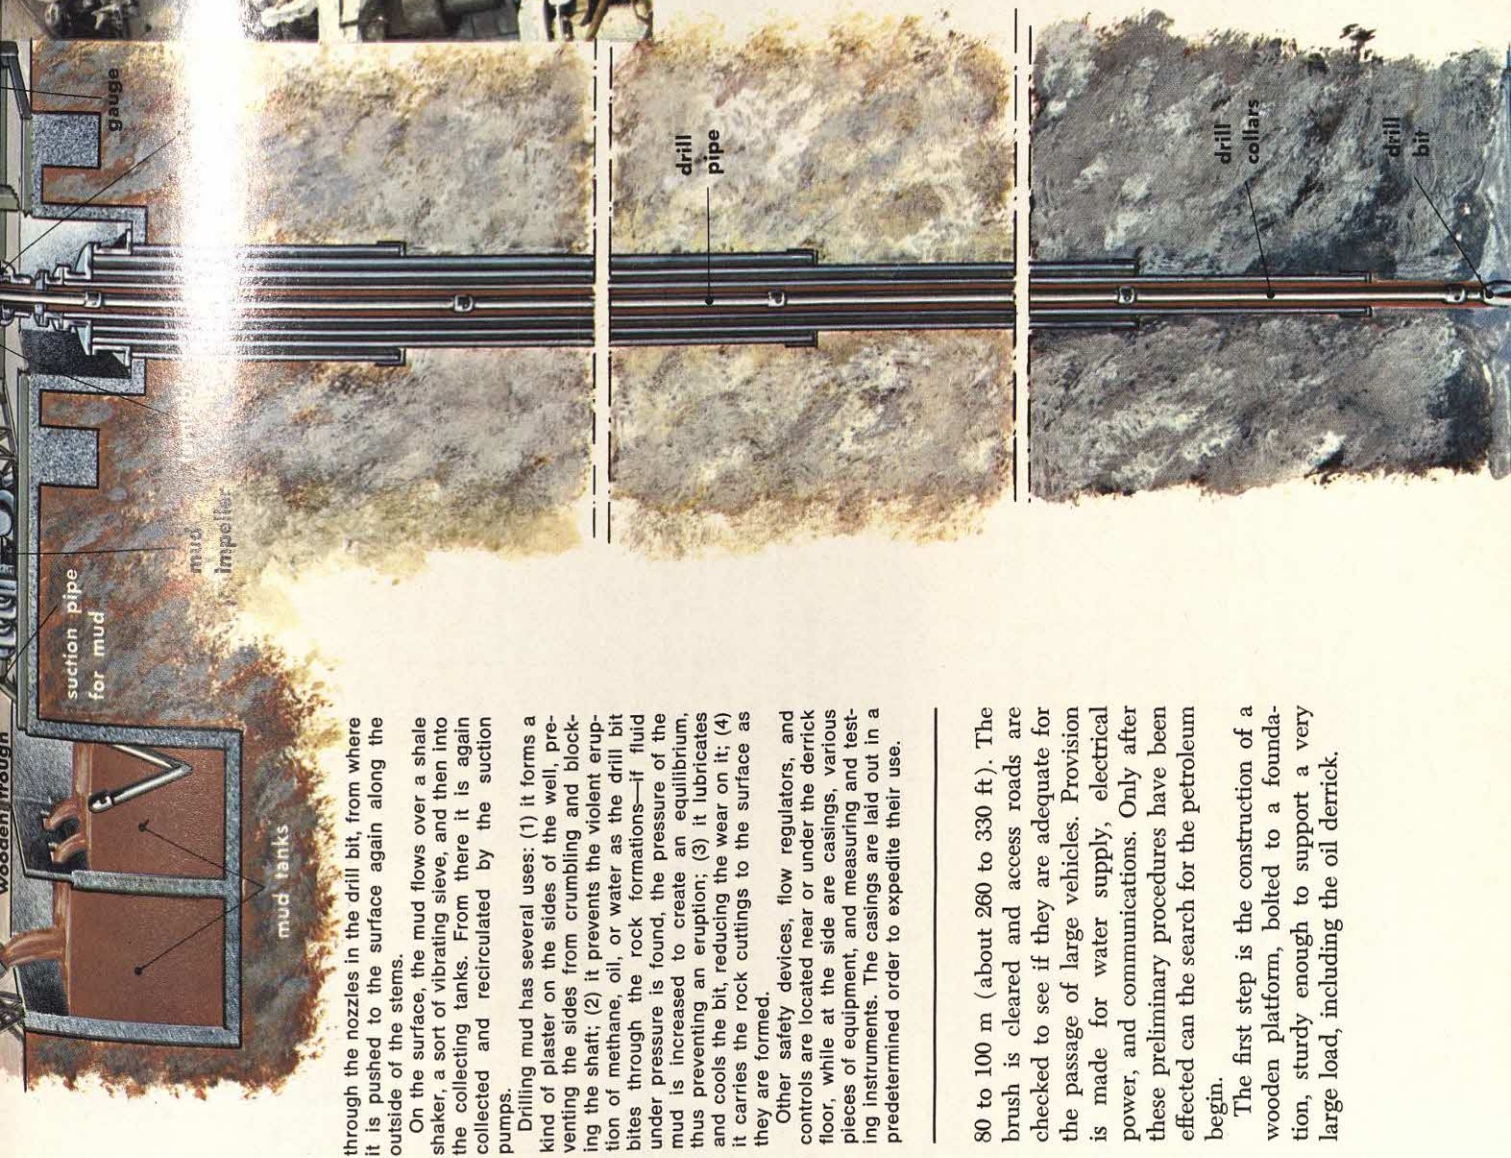 wooden trough
suction pipe
for mud
mud
impeller
gauge
mud tanks
drill
pipe
drill
collars
drill
bit
through the nozzles in the drill bit, from where
it is pushed to the surface again along the
outside of the stems.
On the surface, the mud flows over a shale
shaker, a sort of vibrating sieve, and then into
the collecting tanks. From there it is again
collected and recirculated by the suction
pumps.
Drilling mud has several uses: (1) it forms a
kind of plaster on the sides of the well, pre-
venting the sides from crumbling and block-
ing the shaft; (2) it prevents the violent erup-
tion of methane, oil, or water as the drill bit
bites through the rock formations—if fluid
under pressure is found, the pressure of the
mud is increased to create an equilibrium,
thus preventing an eruption; (3) it lubricates
and cools the bit, reducing the wear on it; (4)
it carries the rock cuttings to the surface as
they are formed.
Other safety devices, flow regulators, and
controls are located near or under the derrick
floor, while at the side are casings, various
pieces of equipment, and measuring and test-
ing instruments. The casings are laid out in a
predetermined order to expedite their use.
80 to 100 m (about 260 to 330 ft). The
brush is cleared and access roads are
checked to see if they are adequate for
the passage of large vehicles. Provision
is made for water supply, electrical
power, and communications. Only after
these preliminary procedures have been
effected can the search for the petroleum
begin.
The first step is the construction of a
wooden platform, bolted to a founda-
tion, sturdy enough to support a very
large load, including the oil derrick.